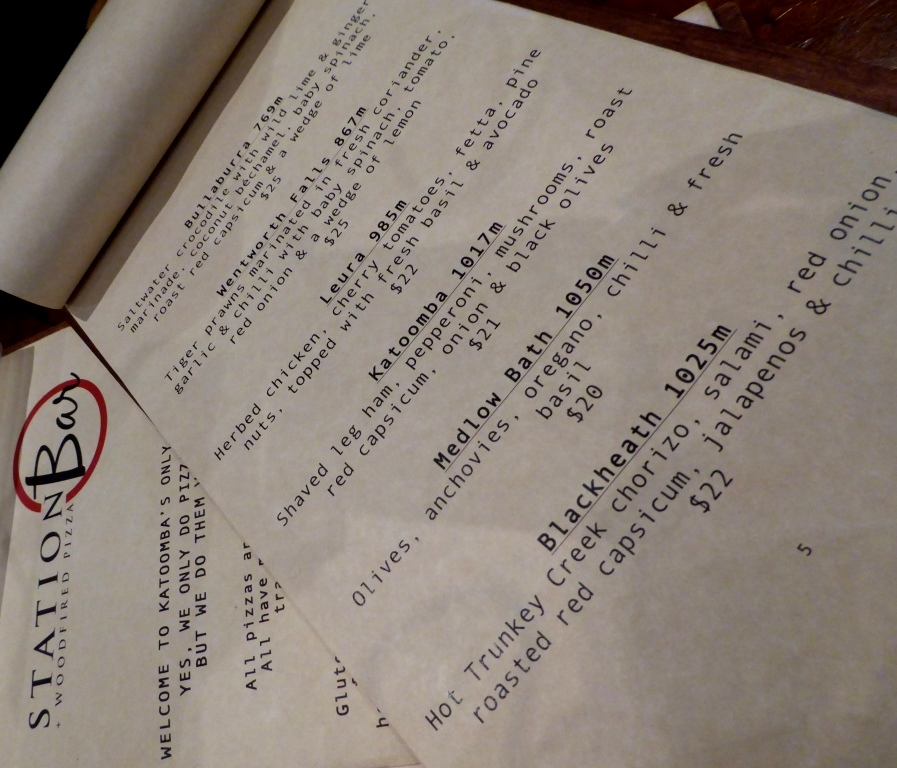 Bullaburra 769m
Saltwater crocodile with wild lime & ginger
marinade, coconut béchamel, baby spinach,
roast red capsicum & a wedge of lime
$25
Wentworth Falls 867m
Tiger prawns marinated in fresh coriander,
garlic & chilli with baby spinach, tomato,
red onion & a wedge of lemon
$25
Leura 985m
Herbed chicken, cherry tomatoes, fetta, pine
nuts, topped with fresh basil & avocado
$22
Katoomba 1017m
Shaved leg ham, pepperoni, mushrooms, roast
red capsicum, onion & black olives
$21
Medlow Bath 1050m
Olives, anchovies, oregano, chilli & fresh
basil
$20
Blackheath 1025m
Hot Trunkey Creek chorizo, salami, red onion,
roasted red capsicum, jalapenos & chilli
$22
5
STATION Bar
+ WOODFIRED PIZZA
WELCOME TO KATOOMBA'S ONLY
YES, WE ONLY DO PIZZ
BUT WE DO THEM
All pizzas ar
All have
tra
Glut
h